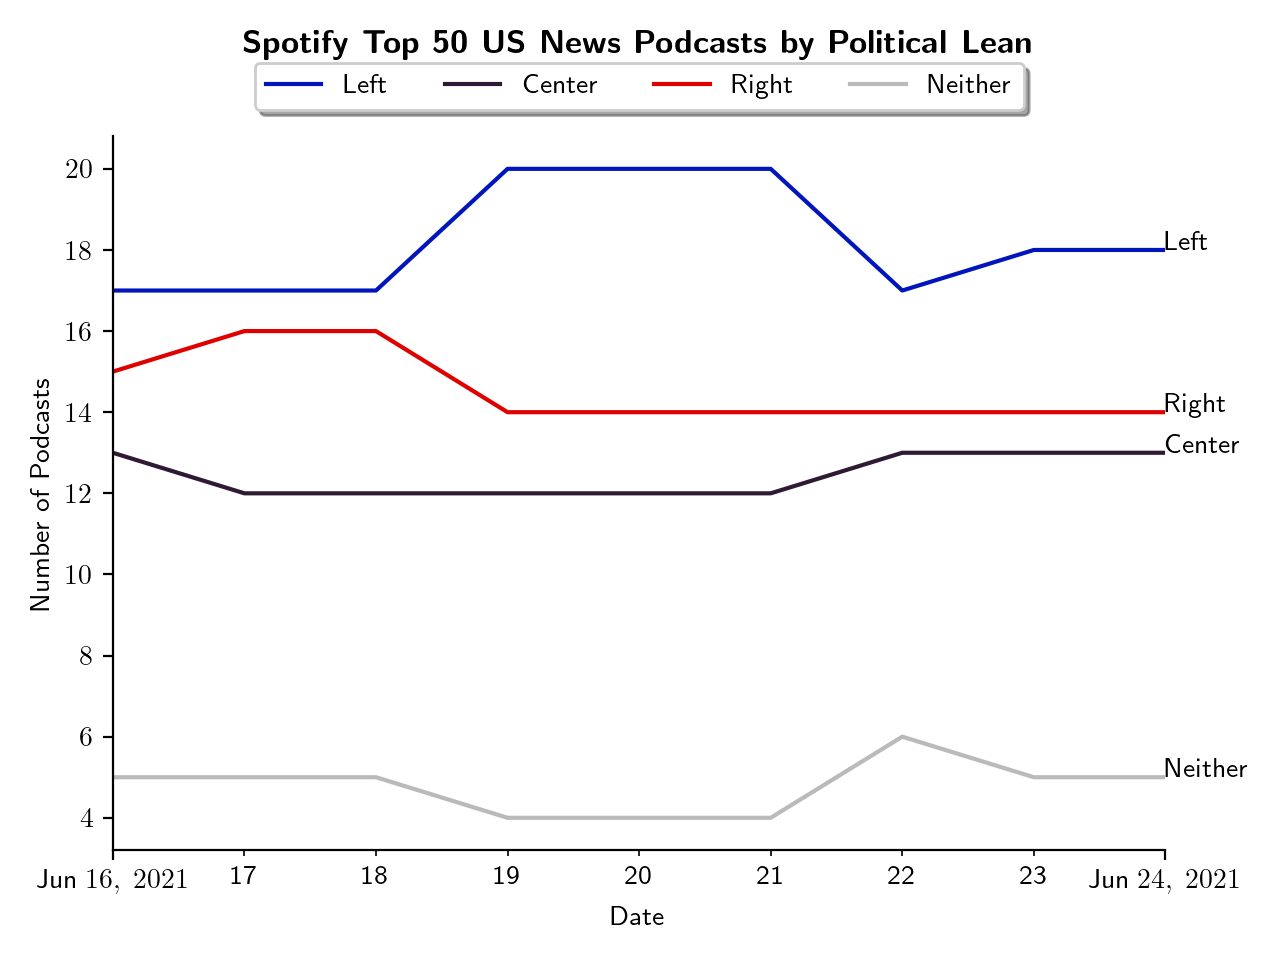 Spotify Top 50 US News Podcasts by Political Lean
Left Center Right Neither
20
18
16
14
12
10
8
6
4
Number of Podcasts
Left
Right
Center
Neither
Jun 16, 2021 17 18 19 20 21 22 23 Jun 24, 2021
Date